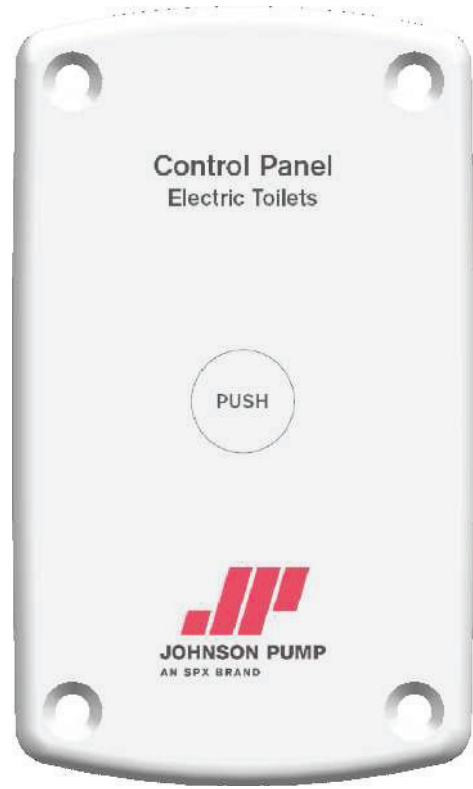 Control Panel
Electric Toilets
PUSH
JOHNSON PUMP
AN SPX BRAND